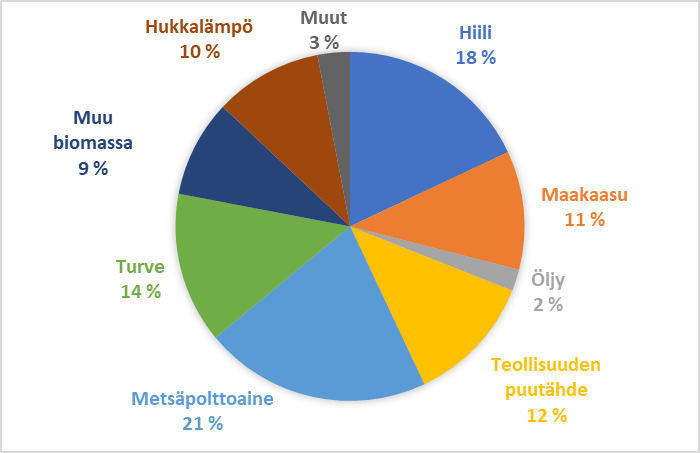 Muut
3 %
Hiili
18 %
Maakaasu
11 %
Öljy
2 %
Teollisuuden
puutähde
12 %
Metsäpolttoaine
21 %
Turve
14 %
Muu
biomassa
9 %
Hukkalämpö
10 %